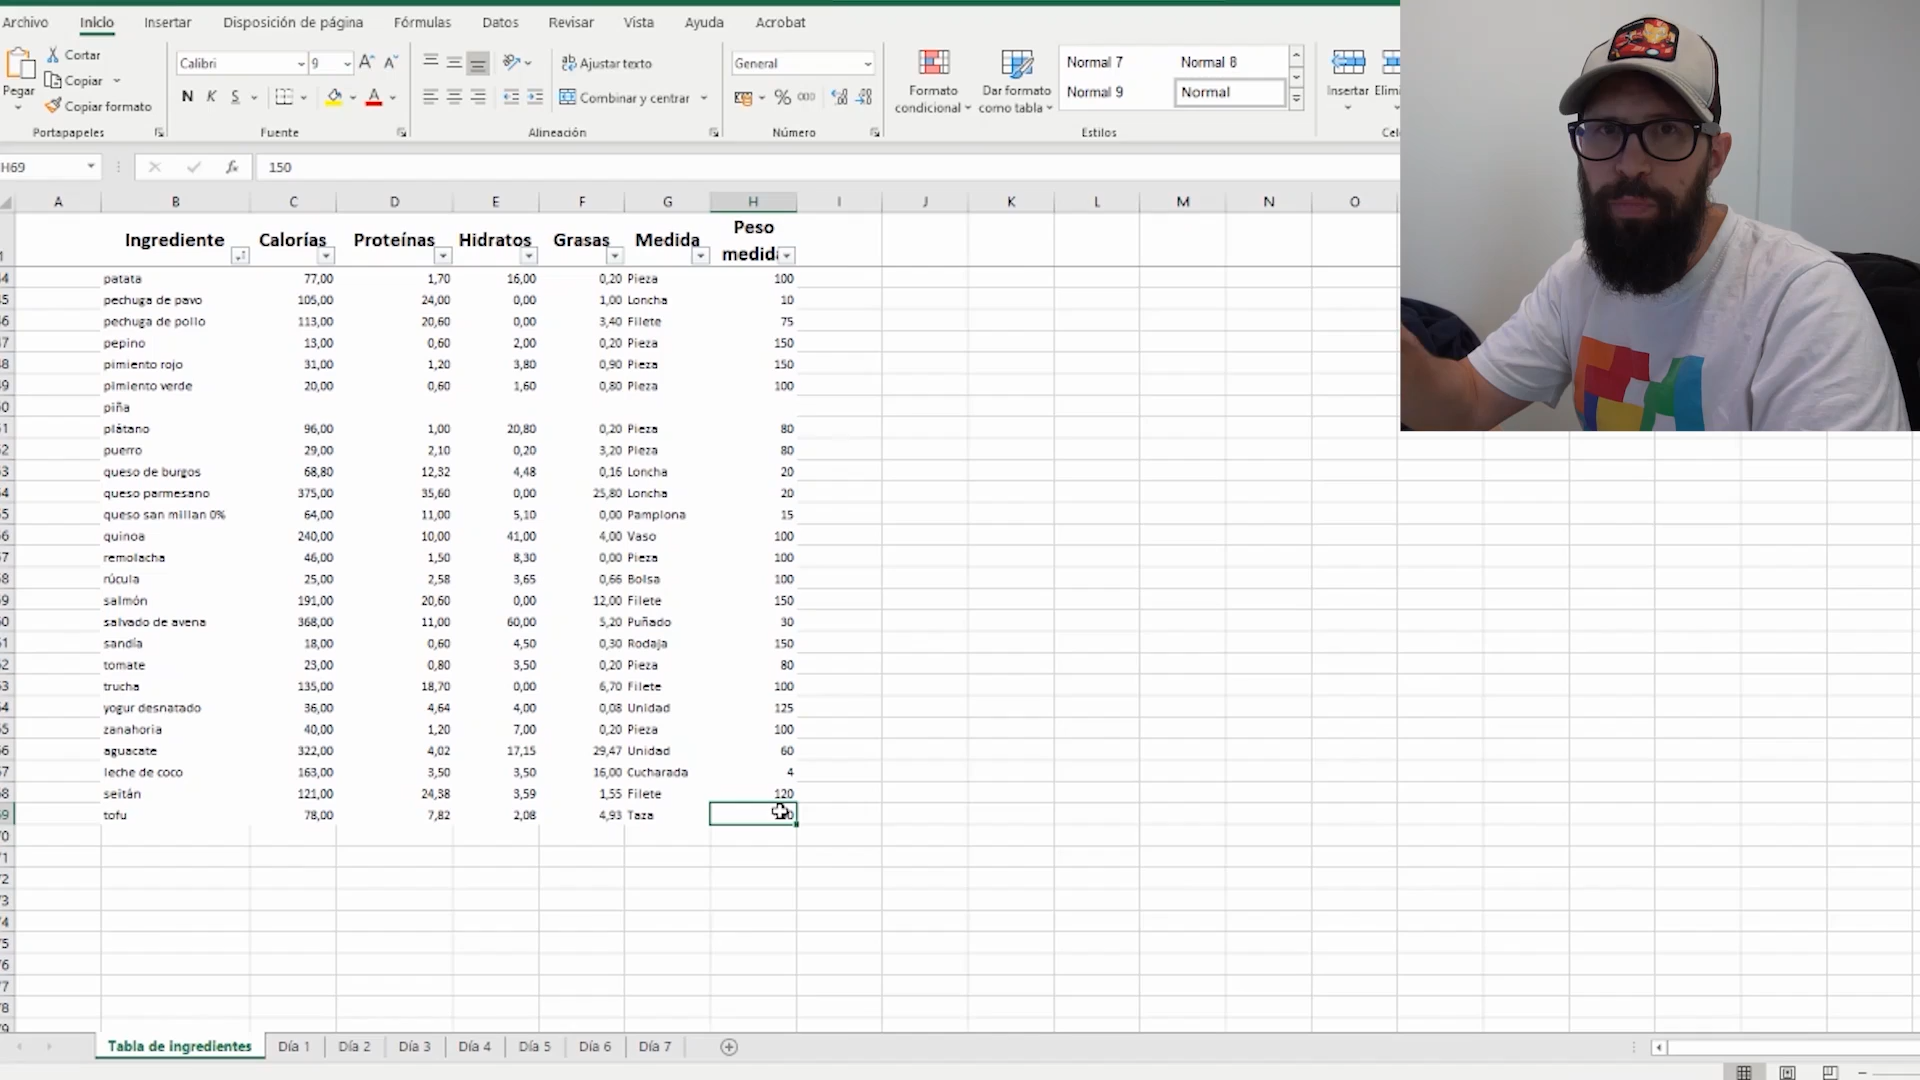 Archivo Inicio Insertar Disposición de página Fórmulas Datos Revisar Vista Ayuda Acrobat
Pegar
Cortar
Copiar
Copiar formato
Calibri 9
N K S
Ajustar texto
Combinar y centrar
General
% 000
Formato condicional
Dar formato como tabla
Normal 7 Normal 8
Normal 9 Normal
Insertar
Portapapeles Fuente Alineación Número Estilos
H69 fx 150
A B C D E F G H I J K L M N O
Ingrediente Calorías Proteínas Hidratos Grasas Medida Peso
patata 77,00 1,70 16,00 0,20 Pieza 100
pechuga de pavo 105,00 24,00 0,00 1,00 Loncha 10
pechuga de pollo 113,00 20,60 0,00 3,40 Filete 75
pepino 13,00 0,60 2,00 0,20 Pieza 150
pimiento rojo 31,00 1,20 3,80 0,90 Pieza 150
pimiento verde 20,00 0,60 1,60 0,80 Pieza 100
piña
plátano 96,00 1,00 20,80 0,20 Pieza 80
puerro 29,00 2,10 0,20 3,20 Pieza 80
queso de burgos 68,80 12,32 4,48 0,16 Loncha 20
queso parmesano 375,00 35,60 0,00 25,80 Loncha 20
queso san millan 0% 64,00 11,00 5,10 0,00 Pamplona 15
quinoa 240,00 10,00 41,00 4,00 Vaso 100
remolacha 46,00 1,50 8,30 0,00 Pieza 100
rúcula 25,00 2,58 3,65 0,66 Bolsa 100
salmón 191,00 20,60 0,00 12,00 Filete 150
salvado de avena 368,00 11,00 60,00 5,20 Puñado 30
sandía 18,00 0,60 4,50 0,30 Rodaja 150
tomate 23,00 0,80 3,50 0,20 Pieza 80
trucha 135,00 18,70 0,00 6,70 Filete 100
yogur desnatado 36,00 4,64 4,00 0,08 Unidad 125
zanahoria 40,00 1,20 7,00 0,20 Pieza 100
aguacate 322,00 4,02 17,15 29,47 Unidad 60
leche de coco 163,00 3,50 3,50 16,00 Cucharada 4
seitán 121,00 24,38 3,59 1,55 Filete 120
tofu 78,00 7,82 2,08 4,93 Taza
Tabla de ingredientes Día 1 Día 2 Día 3 Día 4 Día 5 Día 6 Día 7